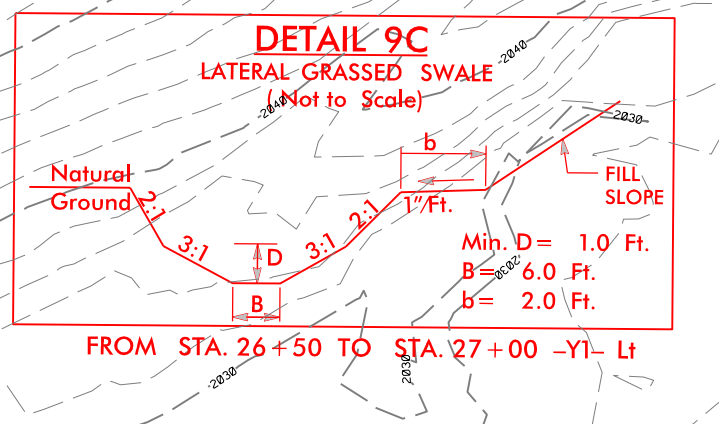 DETAIL 9C
LATERAL GRASSED SWALE
(Not to Scale)
-2040
-2040
2030
b
Natural
Ground
2:1
3:1
D
3:1
2:1
1"/Ft.
FILL
SLOPE
Min. D= 1.0 Ft.
B= 6.0 Ft.
b= 2.0 Ft.
2030
B
FROM STA. 26+50 TO STA. 27+00 -Y1- Lt
-2030
2030